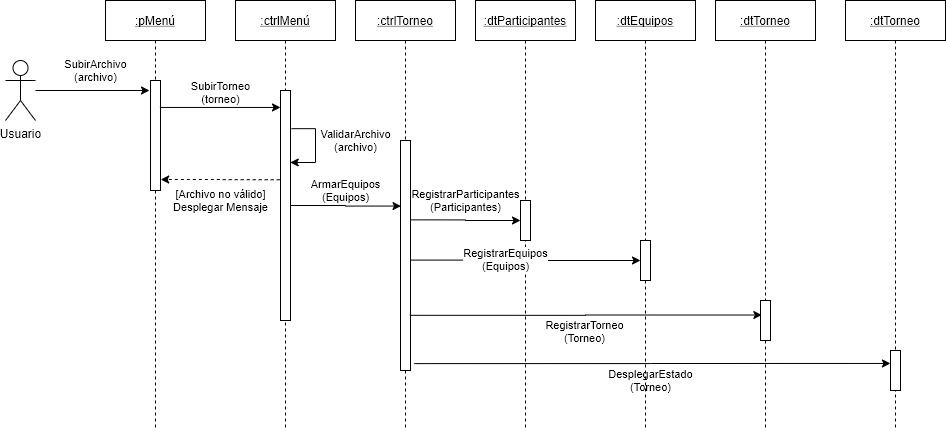 :pMenú
:ctrlMenú
:ctrlTorneo
:dtParticipantes
:dtEquipos
:dtTorneo
:dtTorneo
SubirArchivo
(archivo)
Usuario
SubirTorneo
(torneo)
ValidarArchivo
(archivo)
[Archivo no válido]
Desplegar Mensaje
ArmarEquipos
(Equipos)
RegistrarParticipantes
(Participantes)
RegistrarEquipos
(Equipos)
RegistrarTorneo
(Torneo)
DesplegarEstado
(Torneo)